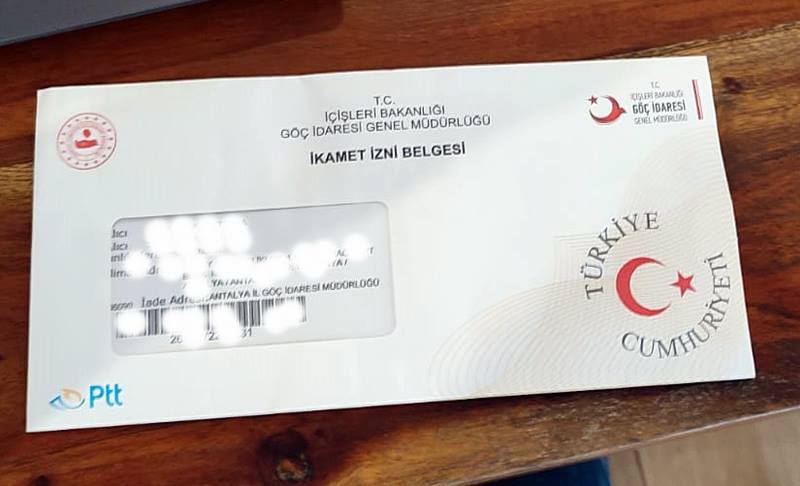 T.C.
İÇİŞLERİ BAKANLIĞI
GÖÇ İDARESİ GENEL MÜDÜRLÜĞÜ
İKAMET İZNİ BELGESİ
T.C.
İÇİŞLERİ BAKANLIĞI
GÖÇ İDARESİ
GENEL MÜDÜRLÜĞÜ
İade Adresi:ANTALYA İL GÖÇ İDARESİ MÜDÜRLÜĞÜ
TÜRKİYE
CUMHURİYETİ
Ptt